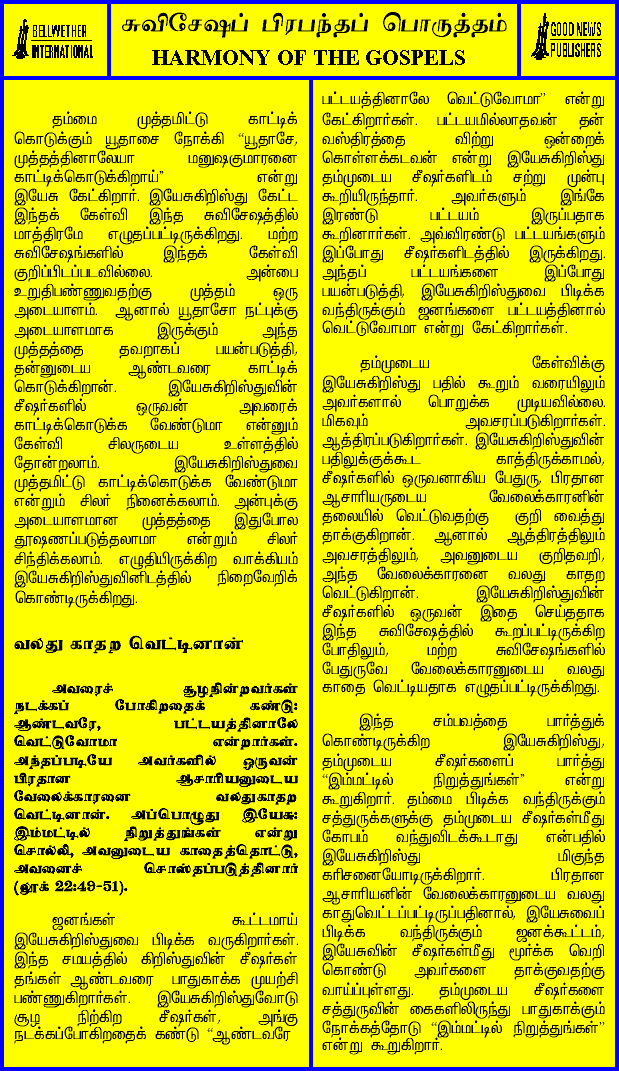 BELLWETHER
INTERNATIONAL
சுவிசேஷப் பிரபந்தப் பொருத்தம்
HARMONY OF THE GOSPELS
GOOD NEWS
PUBLISHERS
தம்மை முத்தமிட்டு காட்டிக்
கொடுக்கும் யூதாசை நோக்கி “யூதாசே,
முத்தத்தினாலேயா மனுஷகுமாரனை
காட்டிக்கொடுக்கிறாய்” என்று
இயேசு கேட்கிறார். இயேசுகிறிஸ்து கேட்ட
இந்தக் கேள்வி இந்த சுவிசேஷத்தில்
மாத்திரமே எழுதப்பட்டிருக்கிறது. மற்ற
சுவிசேஷங்களில் இந்தக் கேள்வி
குறிப்பிடப்படவில்லை. அன்பை
உறுதிபண்ணுவதற்கு முத்தம் ஒரு
அடையாளம். ஆனால் யூதாசோ நட்புக்கு
அடையாளமாக இருக்கும் அந்த
முத்தத்தை தவறாகப் பயன்படுத்தி,
தன்னுடைய ஆண்டவரை காட்டிக்
கொடுக்கிறான். இயேசுகிறிஸ்துவின்
சீஷர்களில் ஒருவன் அவரைக்
காட்டிக்கொடுக்க வேண்டுமா என்னும்
கேள்வி சிலருடைய உள்ளத்தில்
தோன்றலாம். இயேசுகிறிஸ்துவை
முத்தமிட்டு காட்டிக்கொடுக்க வேண்டுமா
என்றும் சிலர் நினைக்கலாம். அன்புக்கு
அடையாளமான முத்தத்தை இதுபோல
தூஷணப்படுத்தலாமா என்றும் சிலர்
சிந்திக்கலாம். எழுதியிருக்கிற வாக்கியம்
இயேசுகிறிஸ்துவினிடத்தில் நிறைவேறிக்
கொண்டிருக்கிறது.
வலது காதற வெட்டினான்
அவரைச் சூழநின்றவர்கள்
நடக்கப் போகிறதைக் கண்டு:
ஆண்டவரே, பட்டயத்தினாலே
வெட்டுவோமா என்றார்கள்.
அந்தப்படியே அவர்களில் ஒருவன்
பிரதான ஆசாரியனுடைய
வேலைக்காரனை வலதுகாதற
வெட்டினான். அப்பொழுது இயேசு:
இம்மட்டில் நிறுத்துங்கள் என்று
சொல்லி, அவனுடைய காதைத்தொட்டு,
அவனைச் சொஸ்தப்படுத்தினார்
(லூக் 22:49-51).
ஜனங்கள் கூட்டமாய்
இயேசுகிறிஸ்துவை பிடிக்க வருகிறார்கள்.
இந்த சமயத்தில் கிறிஸ்துவின் சீஷர்கள்
தங்கள் ஆண்டவரை பாதுகாக்க முயற்சி
பண்ணுகிறார்கள். இயேசுகிறிஸ்துவோடு
சூழ நிற்கிற சீஷர்கள், அங்கு
நடக்கப்போகிறதைக் கண்டு “ஆண்டவரே
பட்டயத்தினாலே வெட்டுவோமா” என்று
கேட்கிறார்கள். பட்டயமில்லாதவன் தன்
வஸ்திரத்தை விற்று ஒன்றைக்
கொள்ளக்கடவன் என்று இயேசுகிறிஸ்து
தம்முடைய சீஷர்களிடம் சற்று முன்பு
கூறியிருந்தார். அவர்களும் இங்கே
இரண்டு பட்டயம் இருப்பதாக
கூறினார்கள். அவ்விரண்டு பட்டயங்களும்
இப்போது சீஷர்களிடத்தில் இருக்கிறது.
அந்தப் பட்டயங்களை இப்போது
பயன்படுத்தி, இயேசுகிறிஸ்துவை பிடிக்க
வந்திருக்கும் ஜனங்களை பட்டயத்தினால்
வெட்டுவோமா என்று கேட்கிறார்கள்.
தம்முடைய கேள்விக்கு
இயேசுகிறிஸ்து பதில் கூறும் வரையிலும்
அவர்களால் பொறுக்க முடியவில்லை.
மிகவும் அவசரப்படுகிறார்கள்.
ஆத்திரப்படுகிறார்கள். இயேசுகிறிஸ்துவின்
பதிலுக்குக்கூட காத்திருக்காமல்,
சீஷர்களில் ஒருவனாகிய பேதுரு, பிரதான
ஆசாரியருடைய வேலைக்காரனின்
தலையில் வெட்டுவதற்கு குறி வைத்து
தாக்குகிறான். ஆனால் ஆத்திரத்திலும்
அவசரத்திலும், அவனுடைய குறிதவறி,
அந்த வேலைக்காரனை வலது காதற
வெட்டுகிறான். இயேசுகிறிஸ்துவின்
சீஷர்களில் ஒருவன் இதை செய்ததாக
இந்த சுவிசேஷத்தில் கூறப்பட்டிருக்கிற
போதிலும், மற்ற சுவிசேஷங்களில்
பேதுருவே வேலைக்காரனுடைய வலது
காதை வெட்டியதாக எழுதப்பட்டிருக்கிறது.
இந்த சம்பவத்தை பார்த்துக்
கொண்டிருக்கிற இயேசுகிறிஸ்து,
தம்முடைய சீஷர்களைப் பார்த்து
“இம்மட்டில் நிறுத்துங்கள்” என்று
கூறுகிறார். தம்மை பிடிக்க வந்திருக்கும்
சத்துருக்களுக்கு தம்முடைய சீஷர்கள்மீது
கோபம் வந்துவிடக்கூடாது என்பதில்
இயேசுகிறிஸ்து மிகுந்த
கரிசனையோடிருக்கிறார். பிரதான
ஆசாரியனின் வேலைக்காரனுடைய வலது
காதுவெட்டப்பட்டிருப்பதினால், இயேசுவைப்
பிடிக்க வந்திருக்கும் ஜனக்கூட்டம்,
இயேசுவின் சீஷர்கள்மீது மூர்க்க வெறி
கொண்டு அவர்களை தாக்குவதற்கு
வாய்ப்புள்ளது. தம்முடைய சீஷர்களை
சத்துருவின் கைகளிலிருந்து பாதுகாக்கும்
நோக்கத்தோடு “இம்மட்டில் நிறுத்துங்கள்”
என்று கூறுகிறார்.